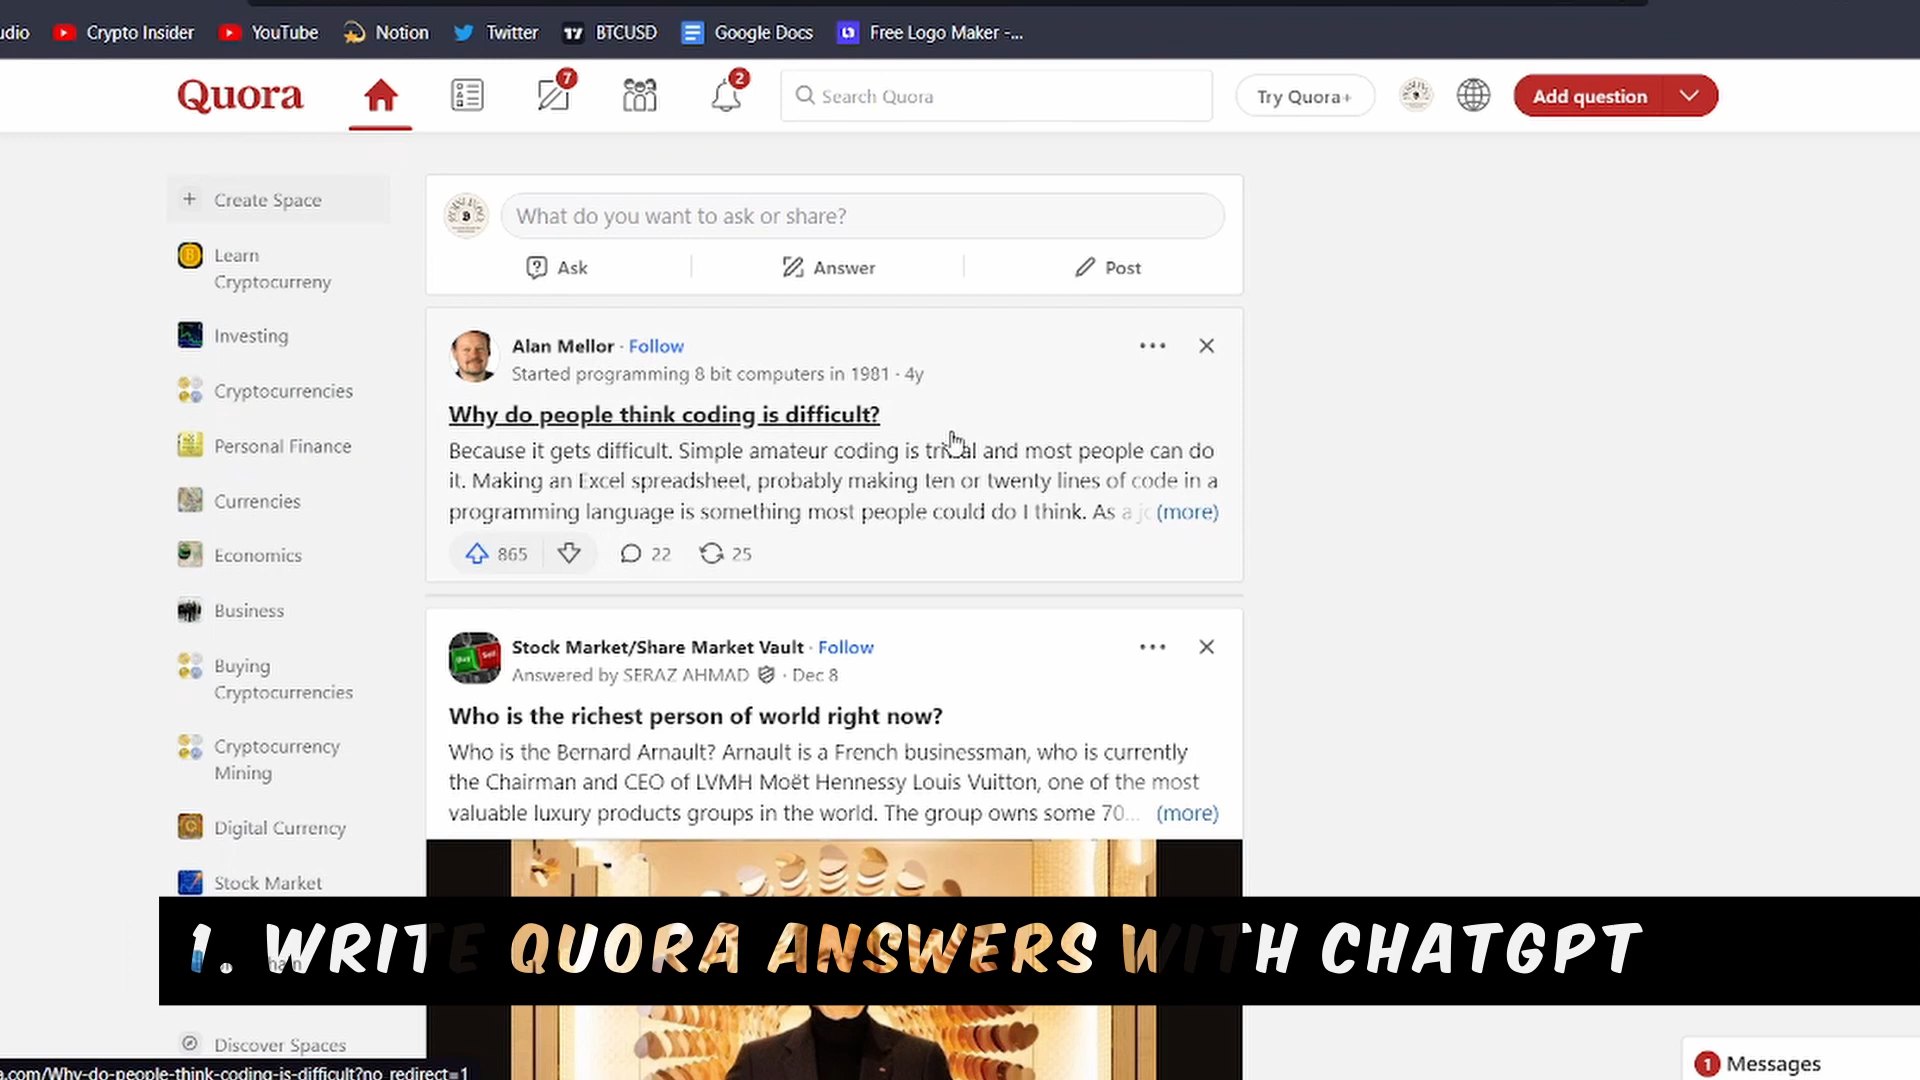 udio
Crypto Insider
YouTube
Notion
Twitter
BTCUSD
Google Docs
Free Logo Maker -...
Quora
7
2
Search Quora
Try Quora+
Add question
Create Space
Learn
Cryptocurreny
Investing
Cryptocurrencies
Personal Finance
Currencies
Economics
Business
Buying
Cryptocurrencies
Cryptocurrency
Mining
Digital Currency
Stock Market
Discover Spaces
What do you want to ask or share?
Ask
Answer
Post
Alan Mellor · Follow
Started programming 8 bit computers in 1981 · 4y
Why do people think coding is difficult?
Because it gets difficult. Simple amateur coding is trivial and most people can do
it. Making an Excel spreadsheet, probably making ten or twenty lines of code in a
programming language is something most people could do I think. As a (more)
865
22
25
Stock Market/Share Market Vault · Follow
Answered by SERAZ AHMAD · Dec 8
Who is the richest person of world right now?
Who is the Bernard Arnault? Arnault is a French businessman, who is currently
the Chairman and CEO of LVMH Moët Hennessy Louis Vuitton, one of the most
valuable luxury products groups in the world. The group owns some 70... (more)
1. WRITE QUORA ANSWERS WITH CHATGPT
a.com/Why-do-people-think-coding-is-difficult?no_redirect=1
1 Messages